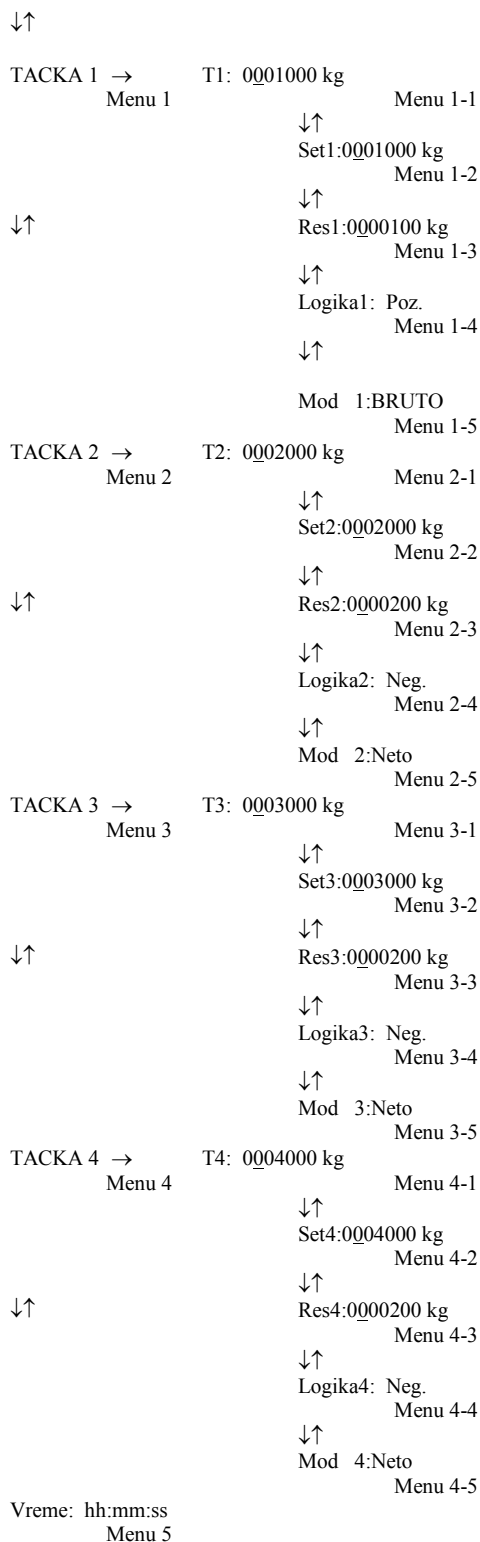 ↓↑
TACKA 1 → T1: 0001000 kg
Menu 1 Menu 1-1
↓↑
Set1:0001000 kg
Menu 1-2
↓↑
↓↑ Res1:0000100 kg
Menu 1-3
↓↑
Logika1: Poz.
Menu 1-4
↓↑
Mod 1:BRUTO
Menu 1-5
TACKA 2 → T2: 0002000 kg
Menu 2 Menu 2-1
↓↑
Set2:0002000 kg
Menu 2-2
↓↑
↓↑ Res2:0000200 kg
Menu 2-3
↓↑
Logika2: Neg.
Menu 2-4
↓↑
Mod 2:Neto
Menu 2-5
TACKA 3 → T3: 0003000 kg
Menu 3 Menu 3-1
↓↑
Set3:0003000 kg
Menu 3-2
↓↑
↓↑ Res3:0000200 kg
Menu 3-3
↓↑
Logika3: Neg.
Menu 3-4
↓↑
Mod 3:Neto
Menu 3-5
TACKA 4 → T4: 0004000 kg
Menu 4 Menu 4-1
↓↑
Set4:0004000 kg
Menu 4-2
↓↑
↓↑ Res4:0000200 kg
Menu 4-3
↓↑
Logika4: Neg.
Menu 4-4
↓↑
Mod 4:Neto
Menu 4-5
Vreme: hh:mm:ss
Menu 5